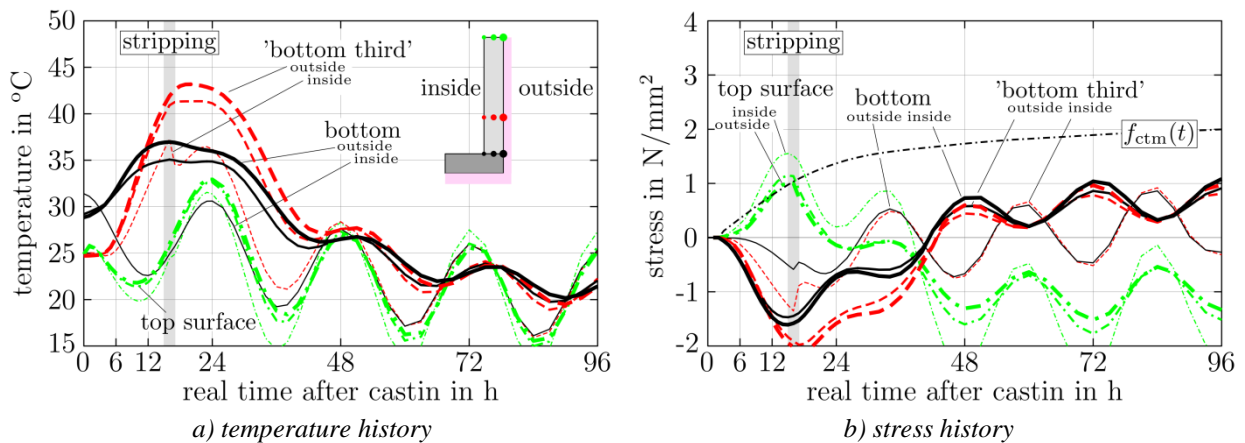 a)
b)
stripping
50
45
40
35
30
25
20
15
temperature in °C
'bottom third'
outside
inside
inside
outside
bottom
outside
inside
top surface
0 6 12 24 48 72 96
real time after castin in h
a) temperature history
stripping
4
3
2
1
0
-1
-2
stress in N/mm²
top surface
inside
outside
bottom
outside inside
'bottom third'
outside inside
fctm(t)
0 6 12 24 48 72 96
real time after castin in h
b) stress history